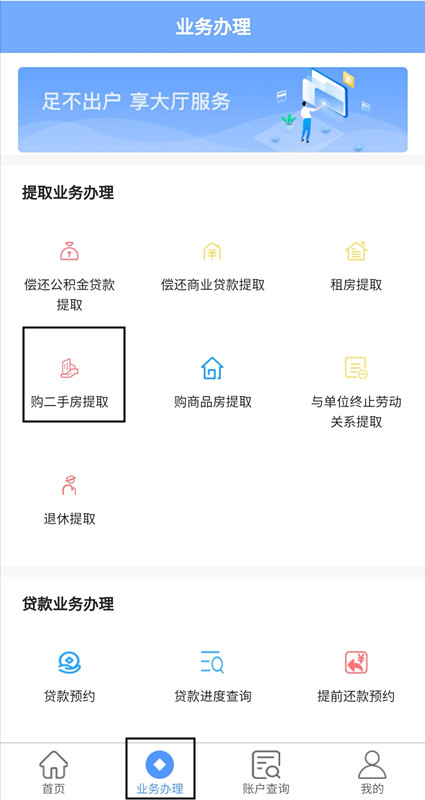 业务办理
足不出户 享大厅服务
提取业务办理
偿还公积金贷款
提取
偿还商业贷款提取
租房提取
购二手房提取
购商品房提取
与单位终止劳动
关系提取
退休提取
贷款业务办理
贷款预约
贷款进度查询
提前还款预约
首页
业务办理
账户查询
我的